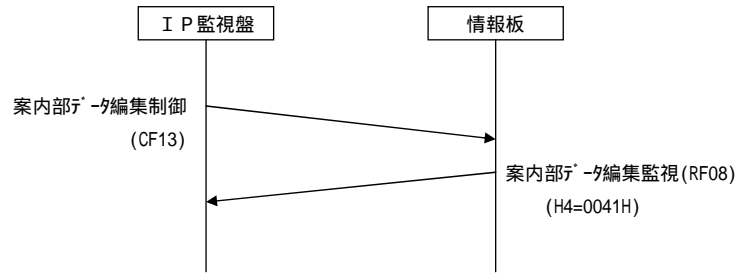 ＩＰ監視盤
情報板
案内部ﾃﾞｰﾀ編集制御
(CF13)
案内部ﾃﾞｰﾀ編集監視(RF08)
(H4=0041H)